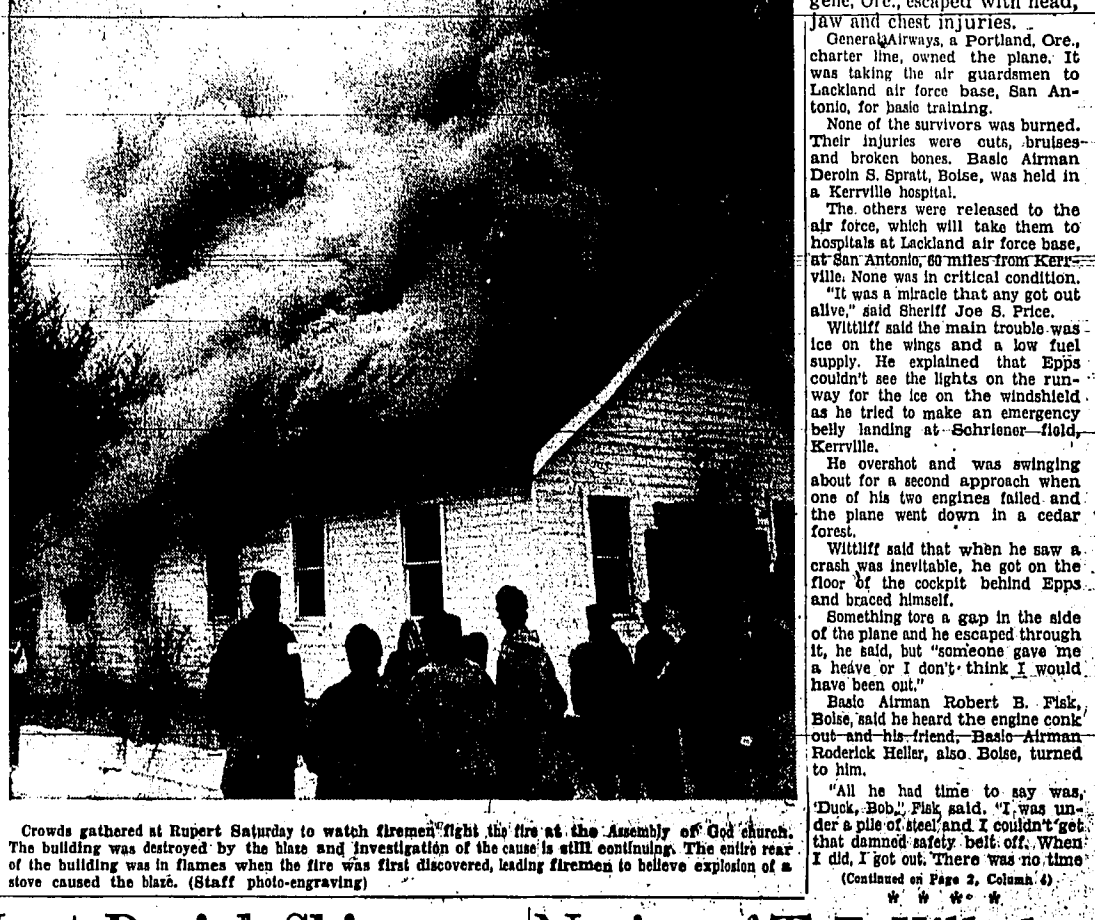 Crowds gathered at Rupert Saturday to watch firemen fight the fire at the Assembly of God church.
The building was destroyed by the blaze and investigation of the cause is still continuing. The entire rear
of the building was in flames when the fire was first discovered, leading firemen to believe explosion of a
stove caused the blaze. (Staff photo-engraving)
gene, Ore., escaped with head,
jaw and chest injuries.
General Airways, a Portland, Ore.,
charter line, owned the plane. It
was taking the air guardsmen to
Lackland air force base, San An-
tonio, for basic training.
None of the survivors was burned.
Their injuries were cuts, bruises
and broken bones. Basic Airman
Deroin S. Spratt, Boise, was held in
a Kerrville hospital.
The others were released to the
air force, which will take them to
hospitals at Lackland air force base,
at San Antonio, 60 miles from Kerr-
ville. None was in critical condition.
"It was a miracle that any got out
alive," said Sheriff Joe S. Price.
Wittliff said the main trouble was
ice on the wings and a low fuel
supply. He explained that Epps
couldn't see the lights on the run-
way for the ice on the windshield
as he tried to make an emergency
belly landing at Schriener field,
Kerrville.
He overshot and was swinging
about for a second approach when
one of his two engines failed and
the plane went down in a cedar
forest.
Wittliff said that when he saw a
crash was inevitable, he got on the
floor of the cockpit behind Epps
and braced himself.
Something tore a gap in the side
of the plane and he escaped through
it, he said, but "someone gave me
a heave or I don't think I would
have been out."
Basic Airman Robert B. Fisk,
Boise, said he heard the engine conk
out and his friend, Basic Airman
Roderick Heller, also Boise, turned
to him.
"All he had time to say was,
'Duck, Bob,'" Fisk said. "I was un-
der a pile of steel and I couldn't get
that damned safety belt off. When
I did, I got out. There was no time
(Continued on Page 2, Column 4)
* * * *